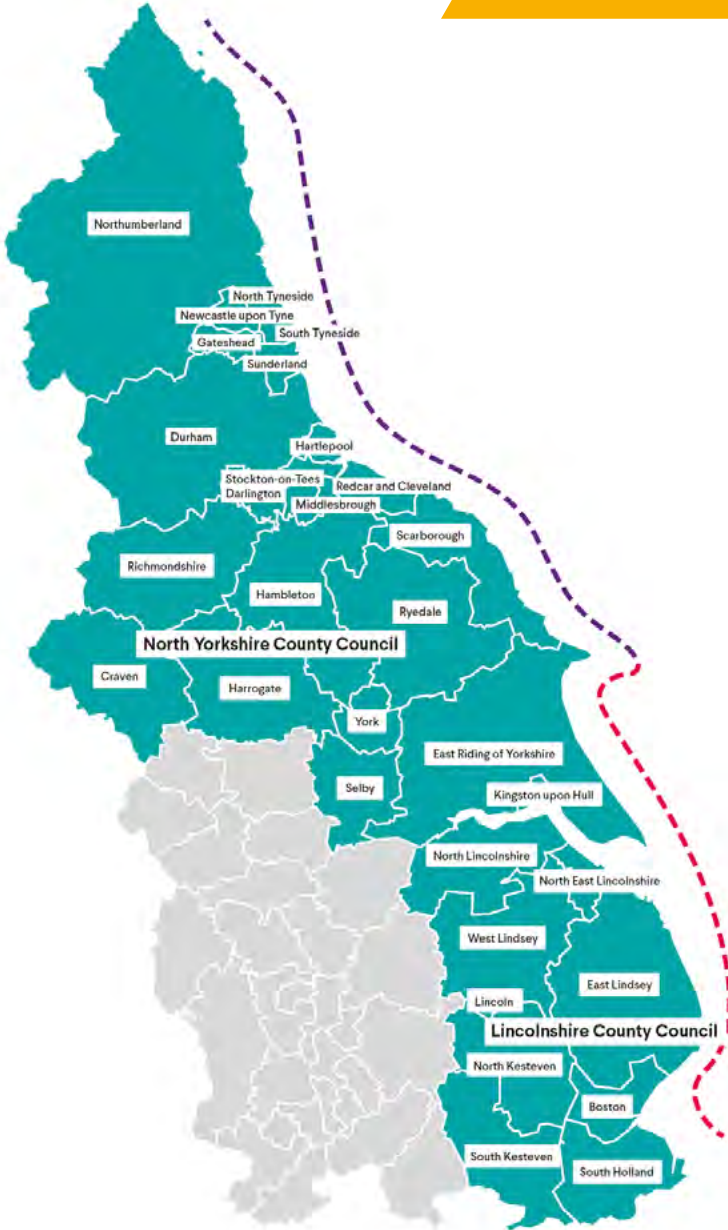 Northumberland
North Tyneside
Newcastle upon Tyne
South Tyneside
Gateshead
Sunderland
Durham
Hartlepool
Stockton-on-Tees
Darlington
Redcar and Cleveland
Middlesbrough
Scarborough
Richmondshire
Hambleton
Ryedale
North Yorkshire County Council
Craven
Harrogate
York
East Riding of Yorkshire
Selby
Kingston upon Hull
North Lincolnshire
North East Lincolnshire
West Lindsey
East Lindsey
Lincoln
Lincolnshire County Council
North Kesteven
Boston
South Kesteven
South Holland